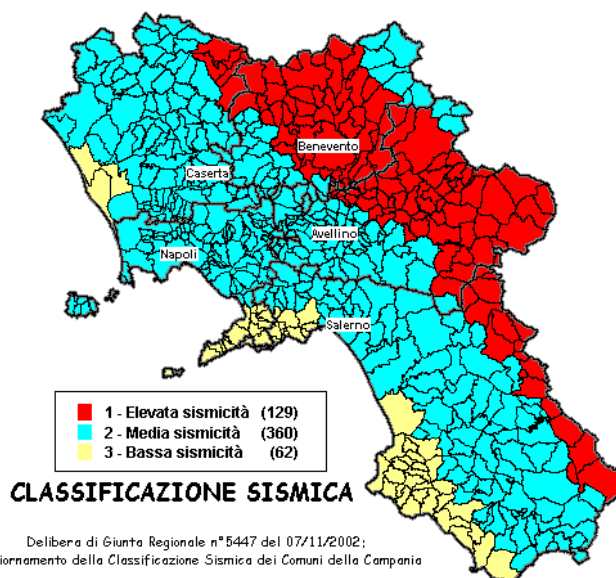 Benevento
Caserta
Avellino
Napoli
Salerno
1 - Elevata sismicità (129)
2 - Media sismicità (360)
3 - Bassa sismicità (62)
CLASSIFICAZIONE SISMICA
Delibera di Giunta Regionale n°5447 del 07/11/2002;
iornamento della Classificazione Sismica dei Comuni della Campania